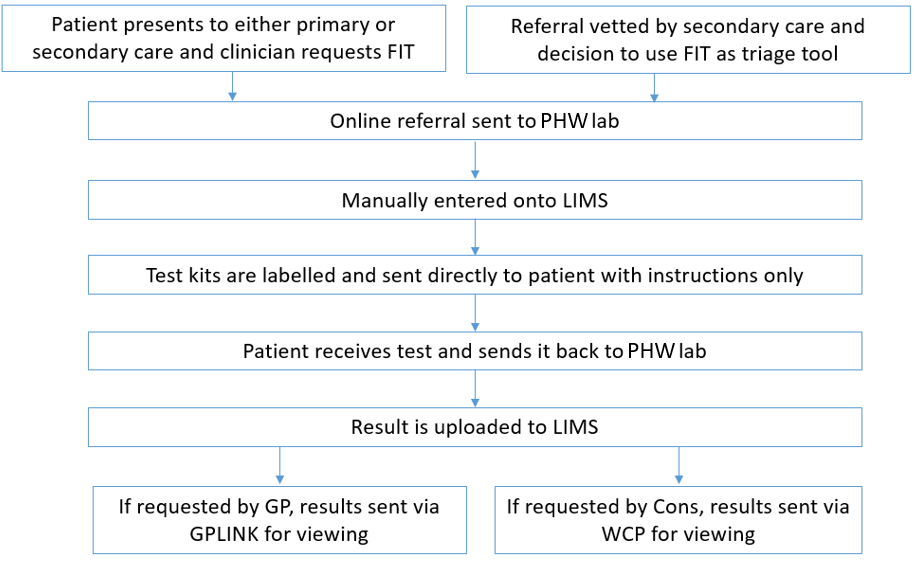 Patient presents to either primary or
secondary care and clinician requests FIT
Referral vetted by secondary care and
decision to use FIT as triage tool
Online referral sent to PHW lab
Manually entered onto LIMS
Test kits are labelled and sent directly to patient with instructions only
Patient receives test and sends it back to PHW lab
Result is uploaded to LIMS
If requested by GP, results sent via
GPLINK for viewing
If requested by Cons, results sent via
WCP for viewing